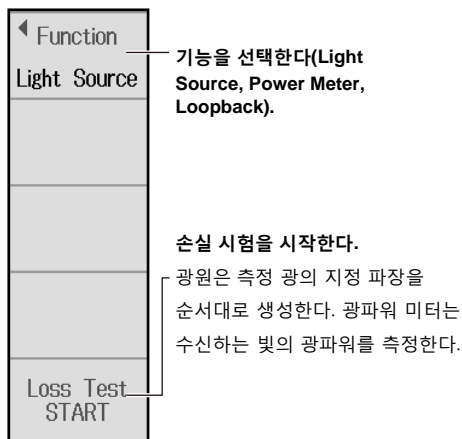 Function
Light Source
기능을 선택한다(Light
Source, Power Meter,
Loopback).
손실 시험을 시작한다.
광원은 측정 광의 지정 파장을
순서대로 생성한다. 광파워 미터는
수신하는 빛의 광파워를 측정한다.
Loss Test
START